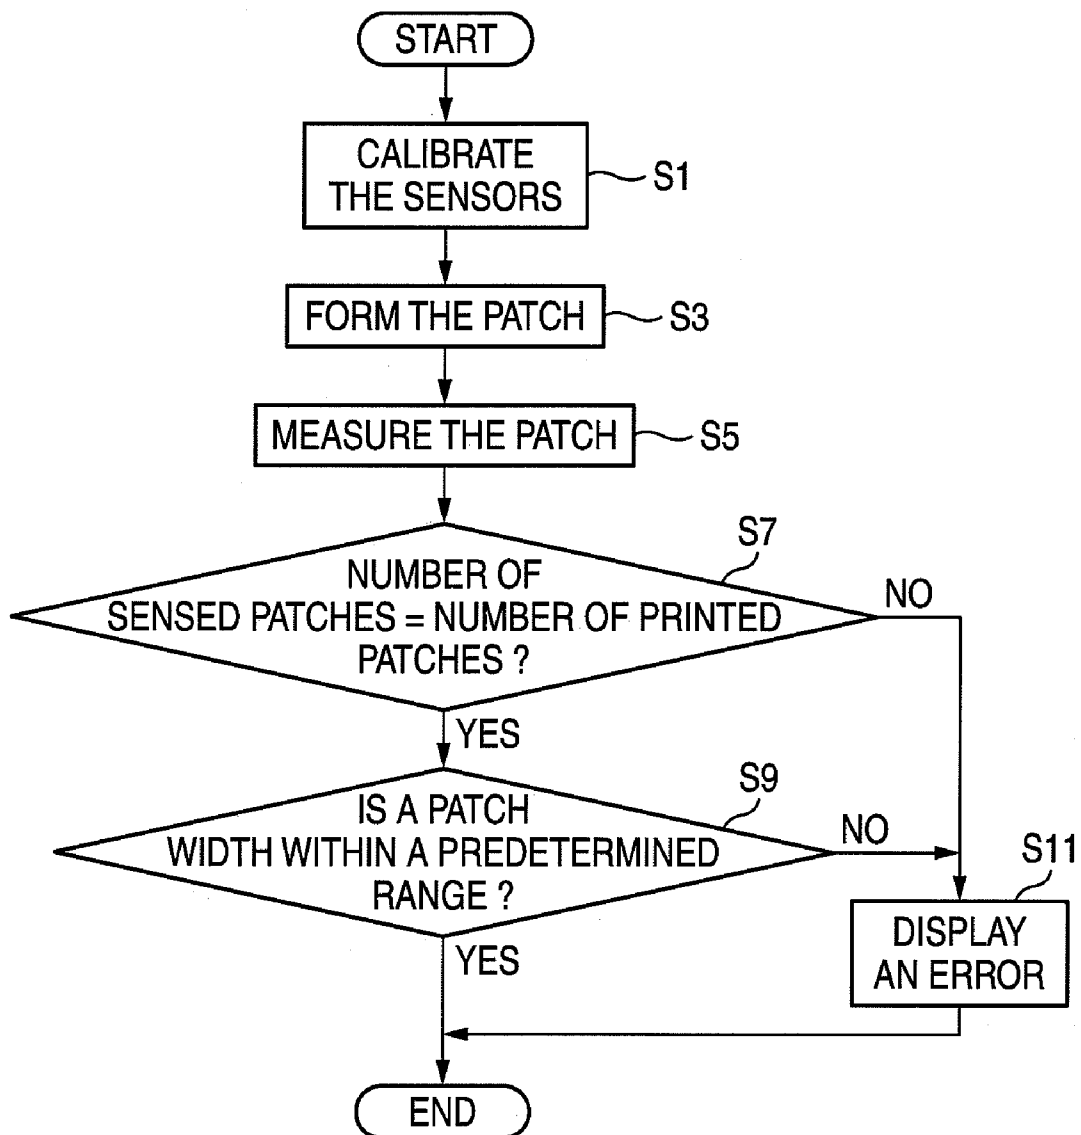 START
CALIBRATE
THE SENSORS
S1
FORM THE PATCH
S3
MEASURE THE PATCH
S5
S7
NUMBER OF
SENSED PATCHES = NUMBER OF PRINTED
PATCHES ?
NO
YES
S9
IS A PATCH
WIDTH WITHIN A PREDETERMINED
RANGE ?
NO
YES
S11
DISPLAY
AN ERROR
END